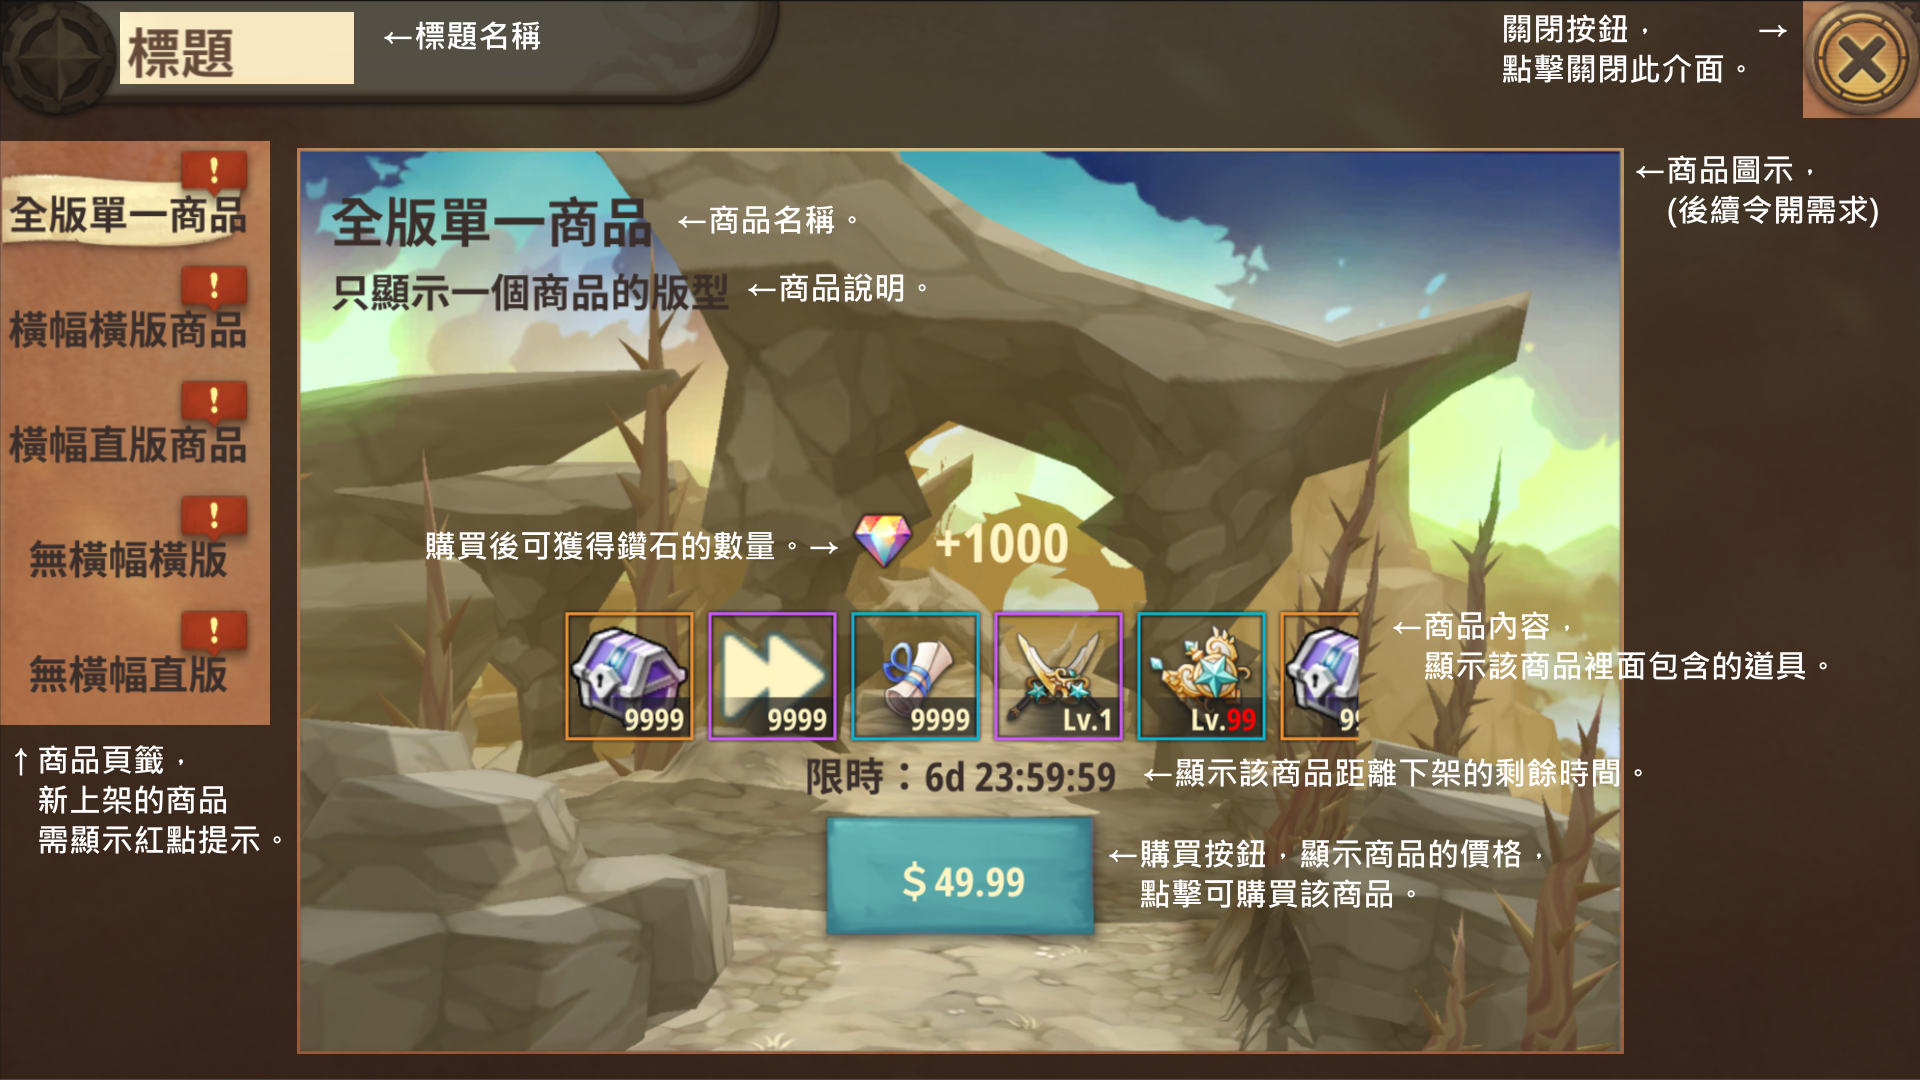 標題
←標題名稱
關閉按鈕， →
點擊關閉此介面。
!
全版單一商品
!
橫幅橫版商品
!
橫幅直版商品
!
無橫幅橫版
!
無橫幅直版
↑商品頁籤，
新上架的商品
需顯示紅點提示。
全版單一商品 ←商品名稱。
只顯示一個商品的版型 ←商品說明。
←商品圖示，
(後續令開需求)
購買後可獲得鑽石的數量。→ +1000
9999 9999 9999 Lv.1 Lv.99 99
←商品內容，
顯示該商品裡面包含的道具。
限時：6d 23:59:59 ←顯示該商品距離下架的剩餘時間。
$ 49.99
←購買按鈕，顯示商品的價格，
點擊可購買該商品。